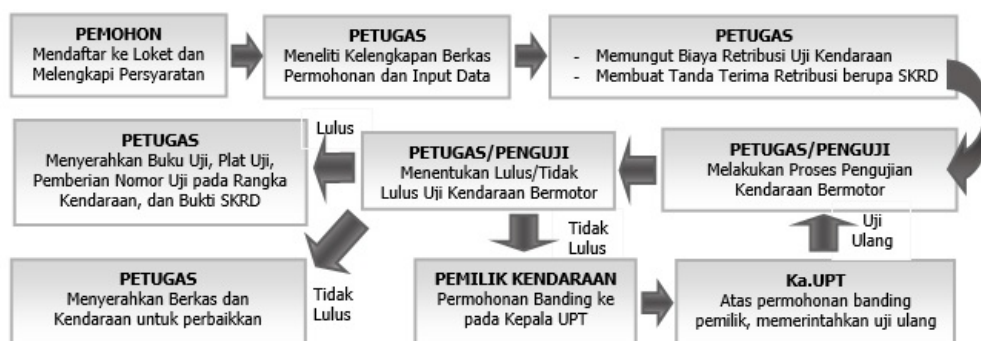 PEMOHON
Mendaftar ke Loket dan
Melengkapi Persyaratan
PETUGAS
Meneliti Kelengkapan Berkas
Permohonan dan Input Data
PETUGAS
- Memungut Biaya Retribusi Uji Kendaraan
- Membuat Tanda Terima Retribusi berupa SKRD
PETUGAS/PENGUJI
Melakukan Proses Pengujian
Kendaraan Bermotor
PETUGAS/PENGUJI
Menentukan Lulus/Tidak
Lulus Uji Kendaraan Bermotor
Lulus
PETUGAS
Menyerahkan Buku Uji, Plat Uji,
Pemberian Nomor Uji pada Rangka
Kendaraan, dan Bukti SKRD
Tidak
Lulus
PETUGAS
Menyerahkan Berkas dan
Kendaraan untuk perbaikkan
Tidak
Lulus
PEMILIK KENDARAAN
Permohonan Banding ke
pada Kepala UPT
Ka.UPT
Atas permohonan banding
pemilik, memerintahkan uji ulang
Uji
Ulang